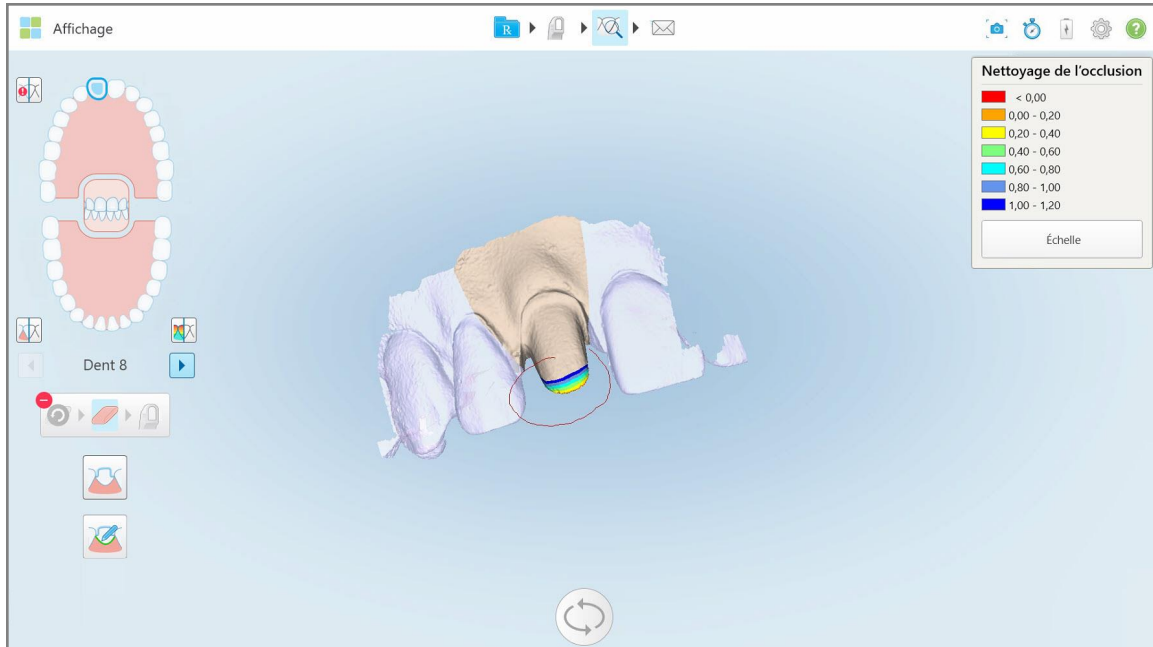 Affichage
R
?
Nettoyage de l'occlusion
< 0,00
0,00 - 0,20
0,20 - 0,40
0,40 - 0,60
0,60 - 0,80
0,80 - 1,00
1,00 - 1,20
Échelle
Dent 8